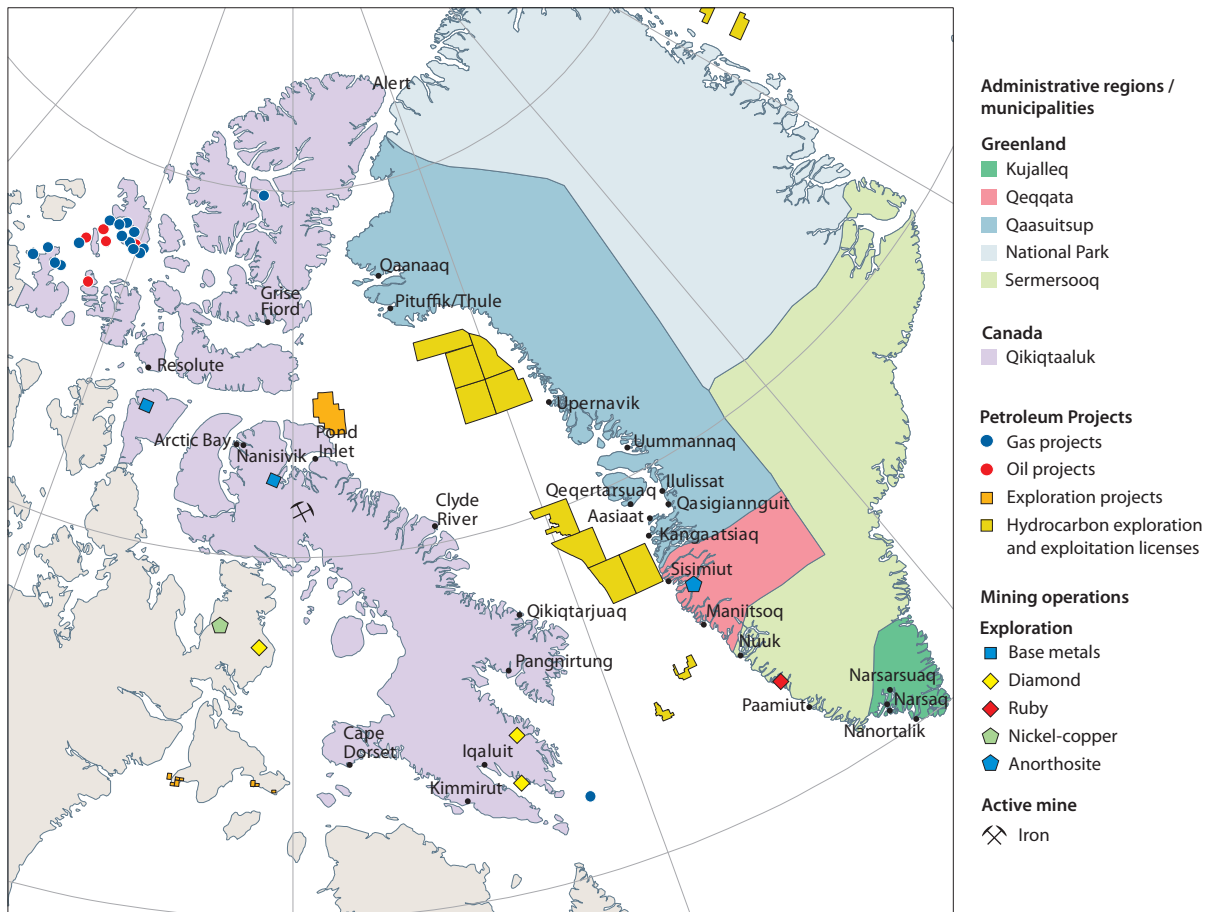 Alert
Qaanaaq
Pituffik/Thule
Grise
Fiord
Resolute
Upernavik
Arctic Bay
Nanisivik
Pond
Inlet
Uummannaq
Ilulissat
Qeqertarsuaq
Qasigiannguit
Aasiaat
Kangaatsiaq
Clyde
River
Sisimiut
Qikiqtarjuaq
Maniitsoq
Nuuk
Pangnirtung
Narsarsuaq
Narsaq
Paamiut
Nanortalik
Cape
Dorset
Iqaluit
Kimmirut
Administrative regions /
municipalities
Greenland
Kujalleq
Qeqqata
Qaasuitsup
National Park
Sermersooq
Canada
Qikiqtaaluk
Petroleum Projects
Gas projects
Oil projects
Exploration projects
Hydrocarbon exploration
and exploitation licenses
Mining operations
Exploration
Base metals
Diamond
Ruby
Nickel-copper
Anorthosite
Active mine
Iron